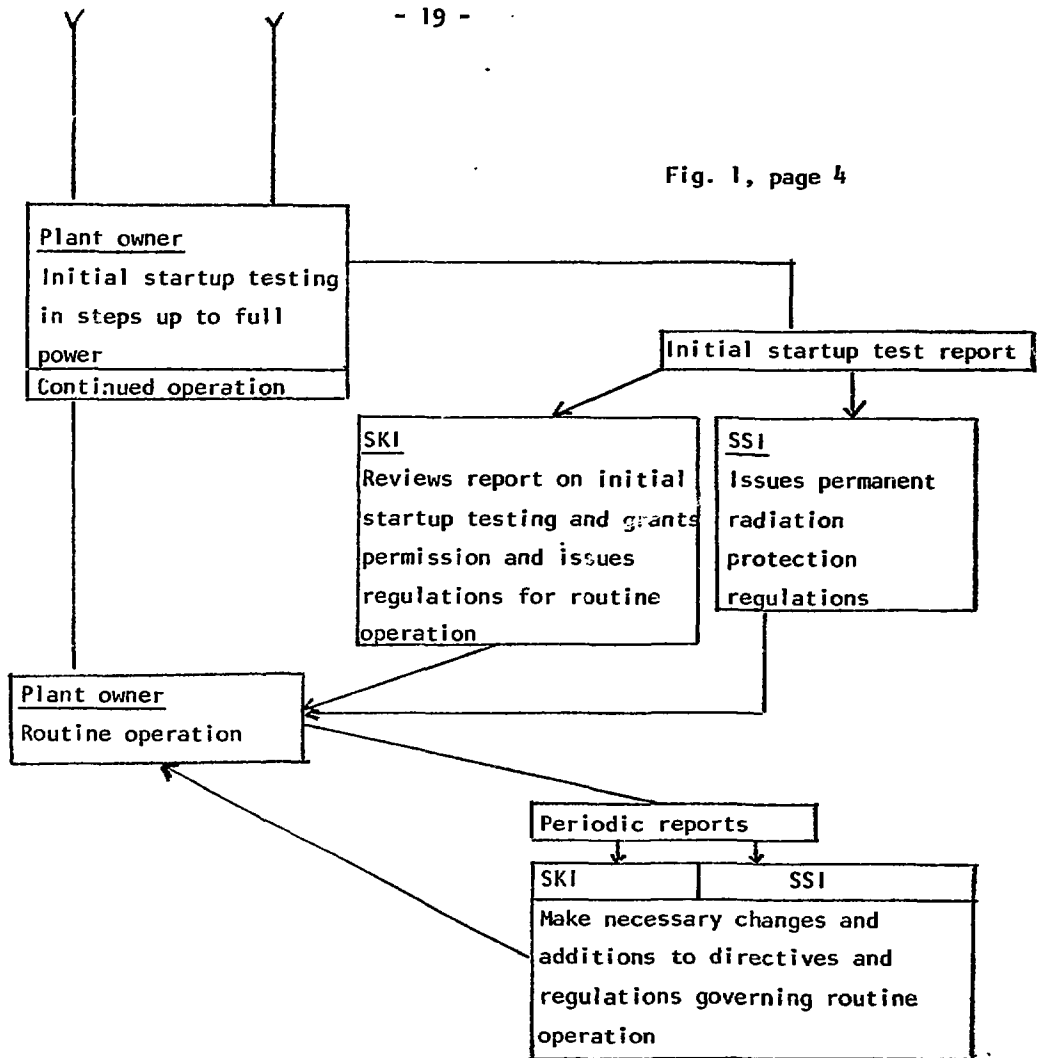 - 19 -
Fig. 1, page 4
Plant owner
Initial startup testing
in steps up to full
power
Continued operation
Initial startup test report
SKI
Reviews report on initial
startup testing and grants
permission and issues
regulations for routine
operation
SSI
Issues permanent
radiation
protection
regulations
Plant owner
Routine operation
Periodic reports
SKI
SSI
Make necessary changes and
additions to directives and
regulations governing routine
operation